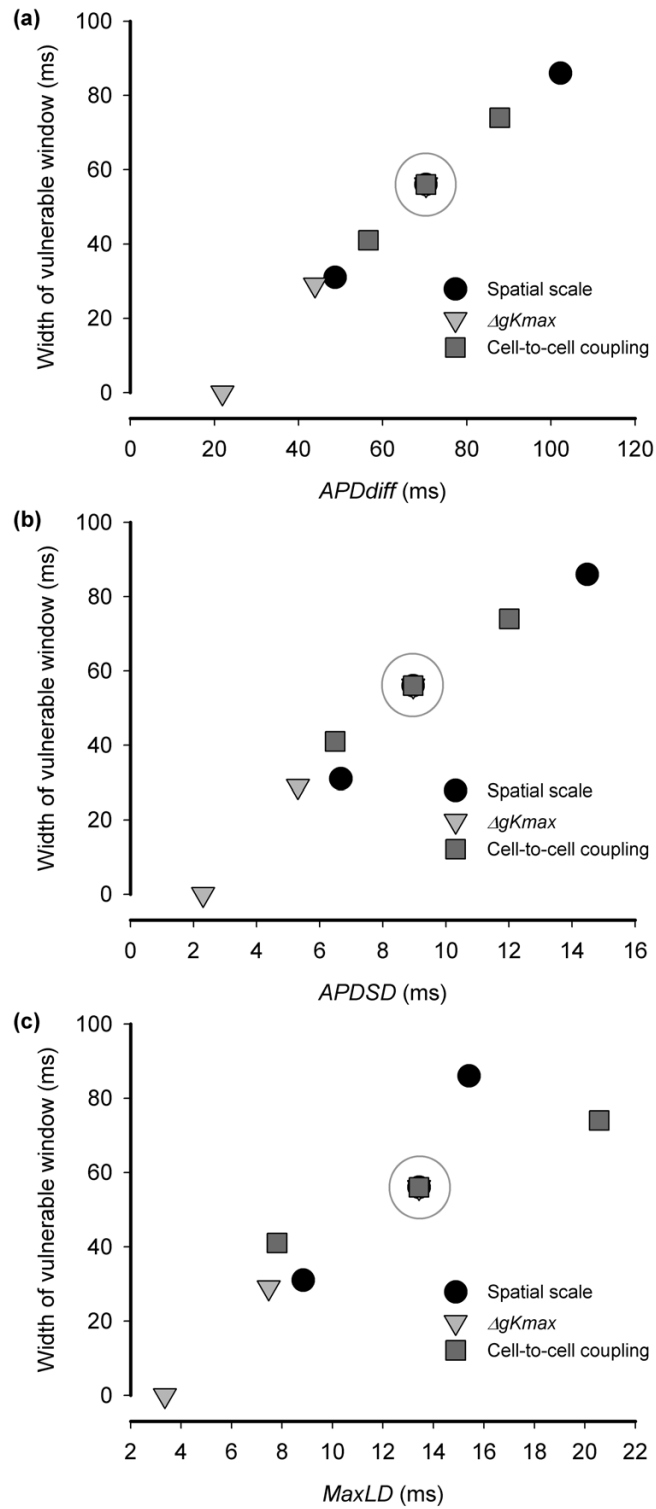 (a)
100
80
60
40
20
0
Width of vulnerable window (ms)
Spatial scale
ΔgKmax
Cell-to-cell coupling
0 20 40 60 80 100 120
APDdiff (ms)
(b)
100
80
60
40
20
0
Width of vulnerable window (ms)
Spatial scale
ΔgKmax
Cell-to-cell coupling
0 2 4 6 8 10 12 14 16
APDSD (ms)
(c)
100
80
60
40
20
0
Width of vulnerable window (ms)
Spatial scale
ΔgKmax
Cell-to-cell coupling
2 4 6 8 10 12 14 16 18 20 22
MaxLD (ms)